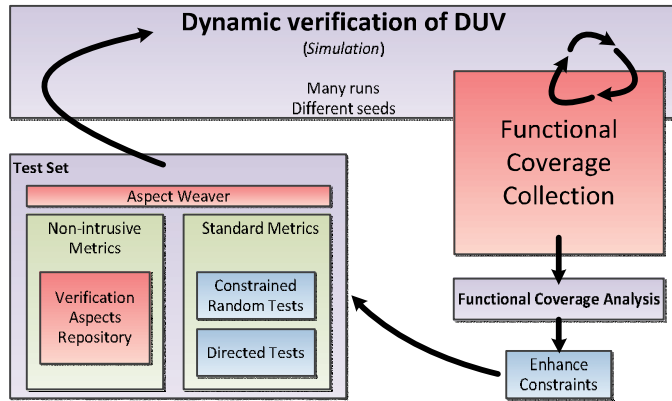 Dynamic verification of DUV
(Simulation)
Many runs
Different seeds
Functional
Coverage
Collection
Test Set
Aspect Weaver
Non-intrusive
Metrics
Verification
Aspects
Repository
Standard Metrics
Constrained
Random Tests
Directed Tests
Functional Coverage Analysis
Enhance
Constraints